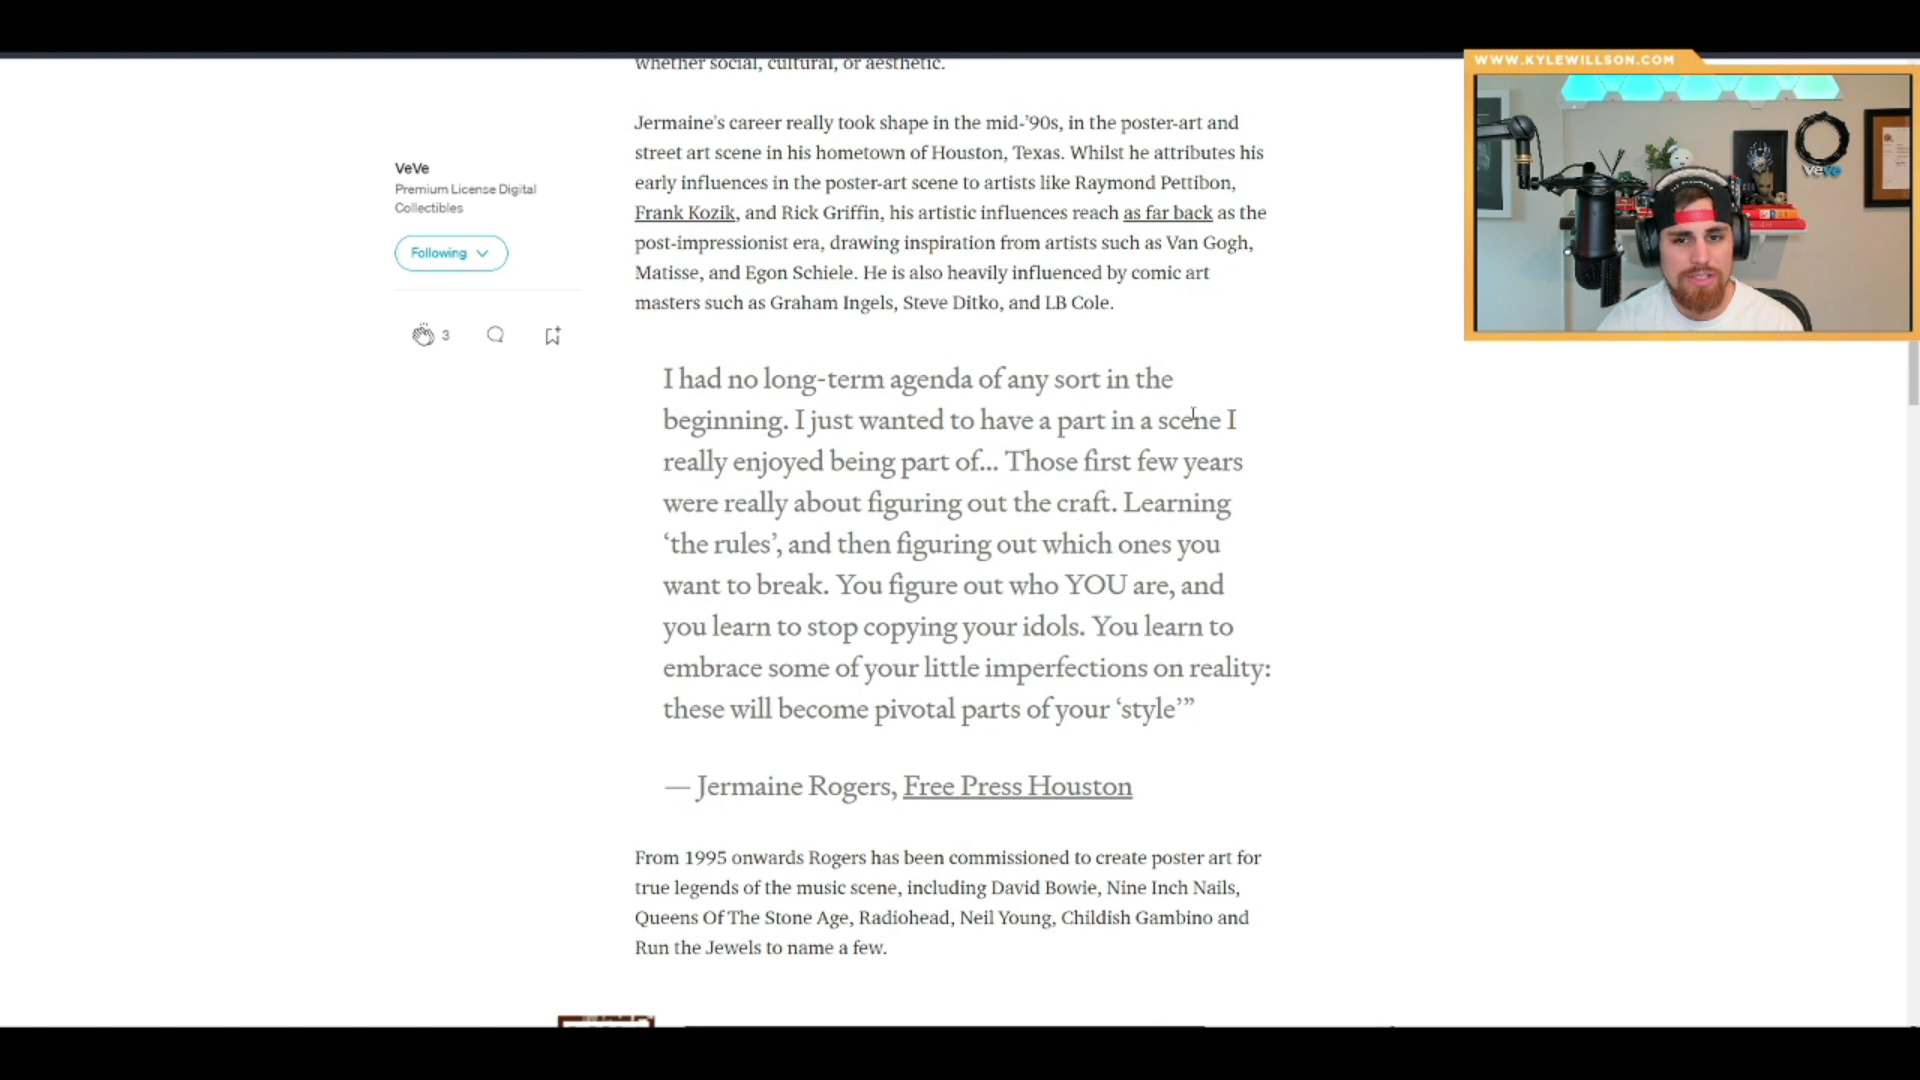 whether social, cultural, or aesthetic.
WWW.KYLEWILLSON.COM
Jermaine's career really took shape in the mid-'90s, in the poster-art and
street art scene in his hometown of Houston, Texas. Whilst he attributes his
early influences in the poster-art scene to artists like Raymond Pettibon,
Frank Kozik, and Rick Griffin, his artistic influences reach as far back as the
post-impressionist era, drawing inspiration from artists such as Van Gogh,
Matisse, and Egon Schiele. He is also heavily influenced by comic art
masters such as Graham Ingels, Steve Ditko, and LB Cole.
VeVe
Premium License Digital
Collectibles
Following
3
veve
I had no long-term agenda of any sort in the
beginning. I just wanted to have a part in a scene I
really enjoyed being part of... Those first few years
were really about figuring out the craft. Learning
‘the rules’, and then figuring out which ones you
want to break. You figure out who YOU are, and
you learn to stop copying your idols. You learn to
embrace some of your little imperfections on reality:
these will become pivotal parts of your ‘style’”
— Jermaine Rogers, Free Press Houston
From 1995 onwards Rogers has been commissioned to create poster art for
true legends of the music scene, including David Bowie, Nine Inch Nails,
Queens Of The Stone Age, Radiohead, Neil Young, Childish Gambino and
Run the Jewels to name a few.